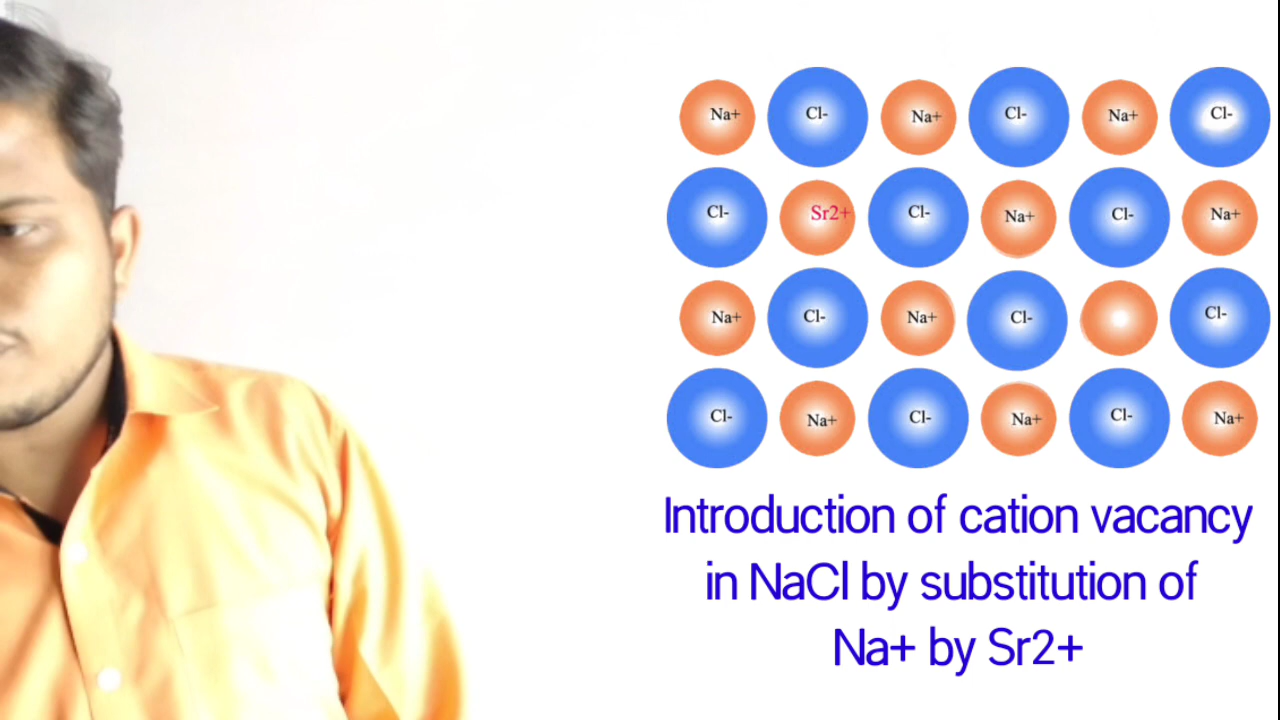 Na+ Cl- Na+ Cl- Na+ Cl-
Cl- Sr2+ Cl- Na+ Cl- Na+
Na+ Cl- Na+ Cl- Cl-
Cl- Na+ Cl- Na+ Cl- Na+
Introduction of cation vacancy
in NaCl by substitution of
Na+ by Sr2+